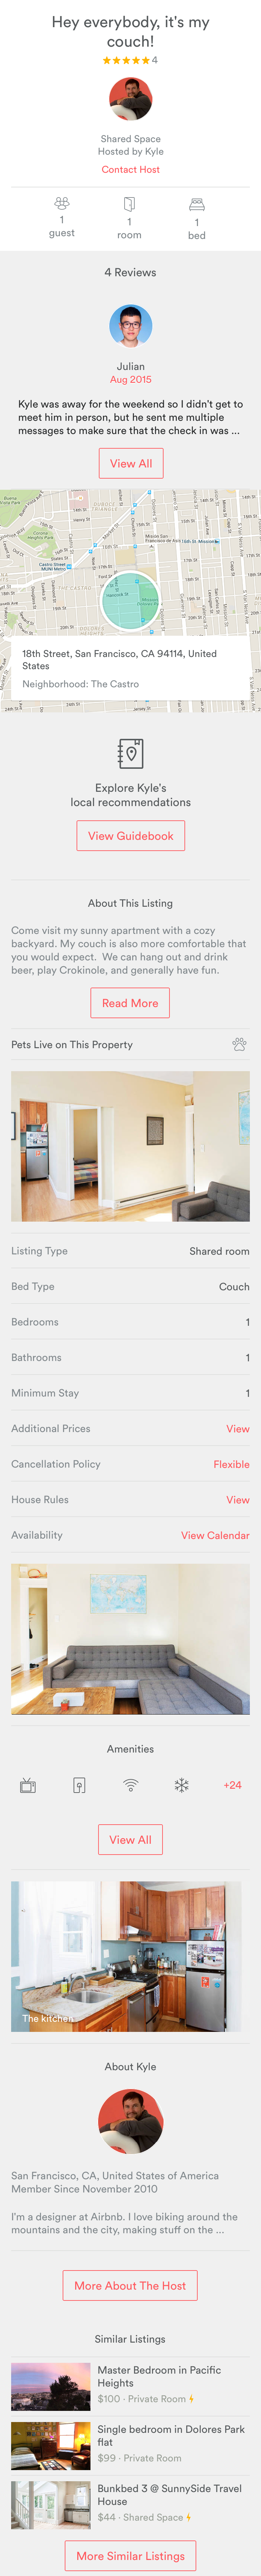 Hey everybody, it's my
couch!
4
Shared Space
Hosted by Kyle
Contact Host
1
guest
1
room
1
bed
4 Reviews
Julian
Aug 2015
Kyle was away for the weekend so I didn't get to
meet him in person, but he sent me multiple
messages to make sure that the check in was ...
View All
18th Street, San Francisco, CA 94114, United
States
Neighborhood: The Castro
Explore Kyle's
local recommendations
View Guidebook
About This Listing
Come visit my sunny apartment with a cozy
backyard. My couch is also more comfortable that
you would expect. We can hang out and drink
beer, play Crokinole, and generally have fun.
Read More
Pets Live on This Property
Listing Type Shared room
Bed Type Couch
Bedrooms 1
Bathrooms 1
Minimum Stay 1
Additional Prices View
Cancellation Policy Flexible
House Rules View
Availability View Calendar
Amenities
+24
View All
The kitchen
About Kyle
San Francisco, CA, United States of America
Member Since November 2010
I'm a designer at Airbnb. I love biking around the
mountains and the city, making stuff on the ...
More About The Host
Similar Listings
Master Bedroom in Pacific
Heights
$100 · Private Room
Single bedroom in Dolores Park
flat
$99 · Private Room
Bunkbed 3 @ SunnySide Travel
House
$44 · Shared Space
More Similar Listings